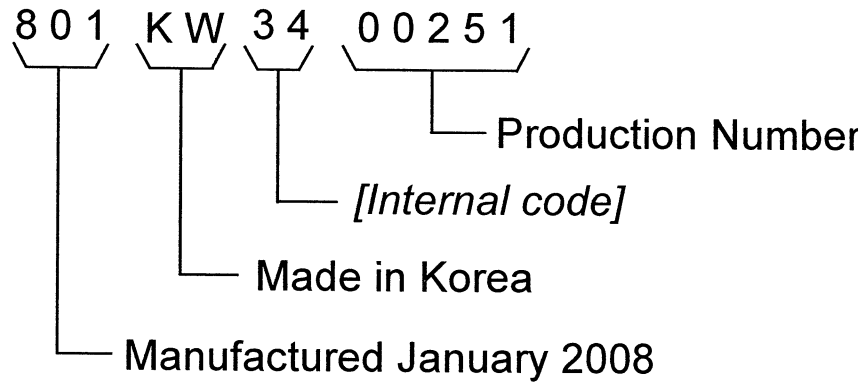 801 KW 34 00251
Production Number
[Internal code]
Made in Korea
Manufactured January 2008